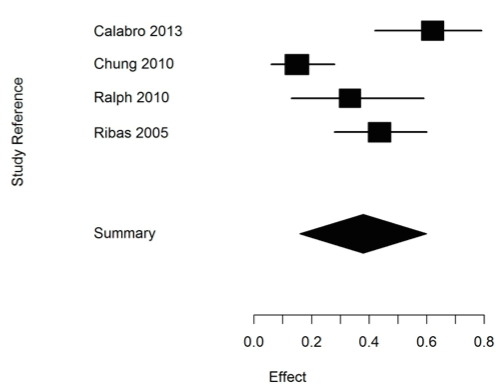 Calabro 2013
Chung 2010
Ralph 2010
Ribas 2005
Study Reference
Summary
0.0 0.2 0.4 0.6 0.8
Effect